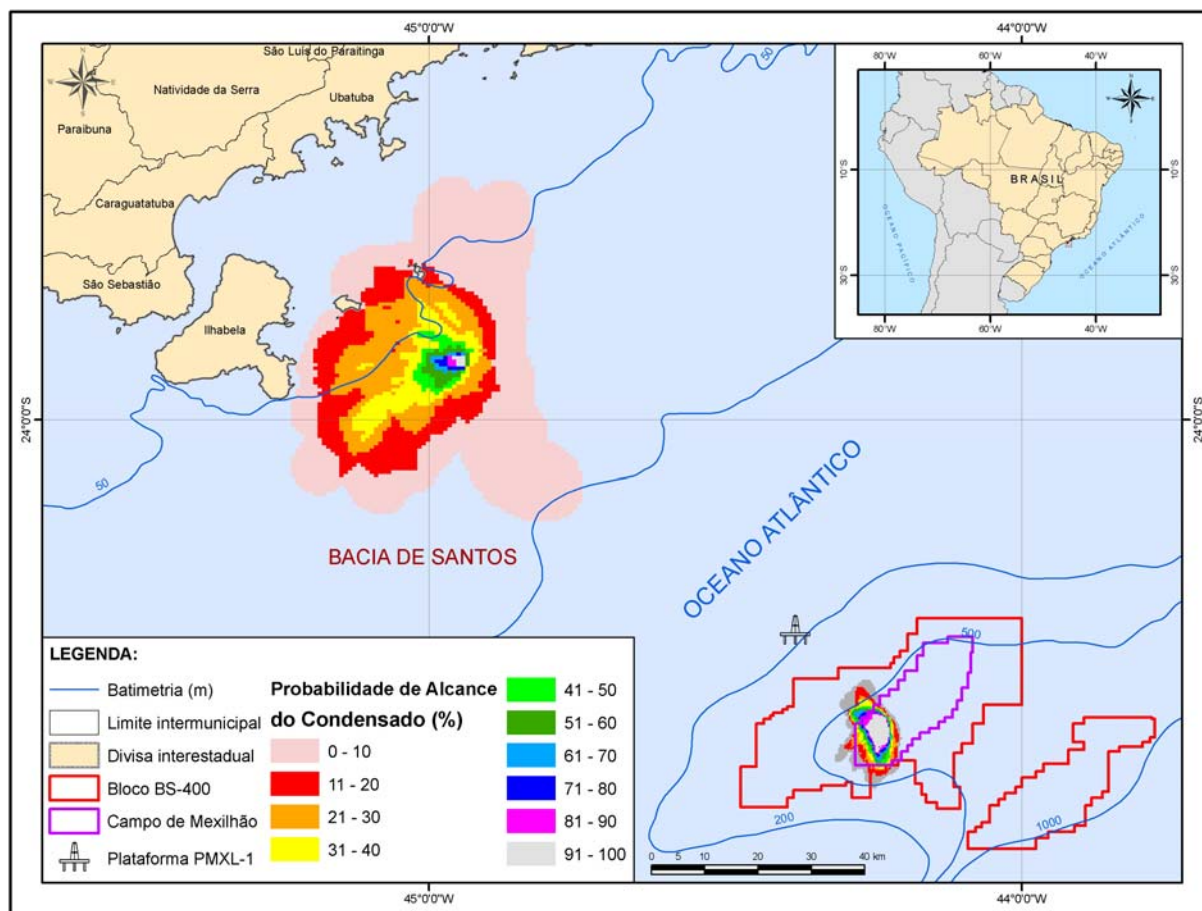 45°0'0"W
44°0'0"W
São Luís do Paraitinga
Natividade da Serra
Ubatuba
Paraibuna
Caraguatatuba
São Sebastião
Ilhabela
50
50
80°W
60°W
40°W
BRASIL
10°S
10°S
30°S
30°S
OCEANO PACÍFICO
OCEANO ATLÂNTICO
80°W
60°W
40°W
24°0'0"S
24°0'0"S
BACIA DE SANTOS
OCEANO ATLÂNTICO
500
200
1000
LEGENDA:
Batimetria (m)
Limite intermunicipal
Divisa interestadual
Bloco BS-400
Campo de Mexilhão
Plataforma PMXL-1
Probabilidade de Alcance
do Condensado (%)
0 - 10
11 - 20
21 - 30
31 - 40
41 - 50
51 - 60
61 - 70
71 - 80
81 - 90
91 - 100
0 5 10 20 30 40 km
45°0'0"W
44°0'0"W